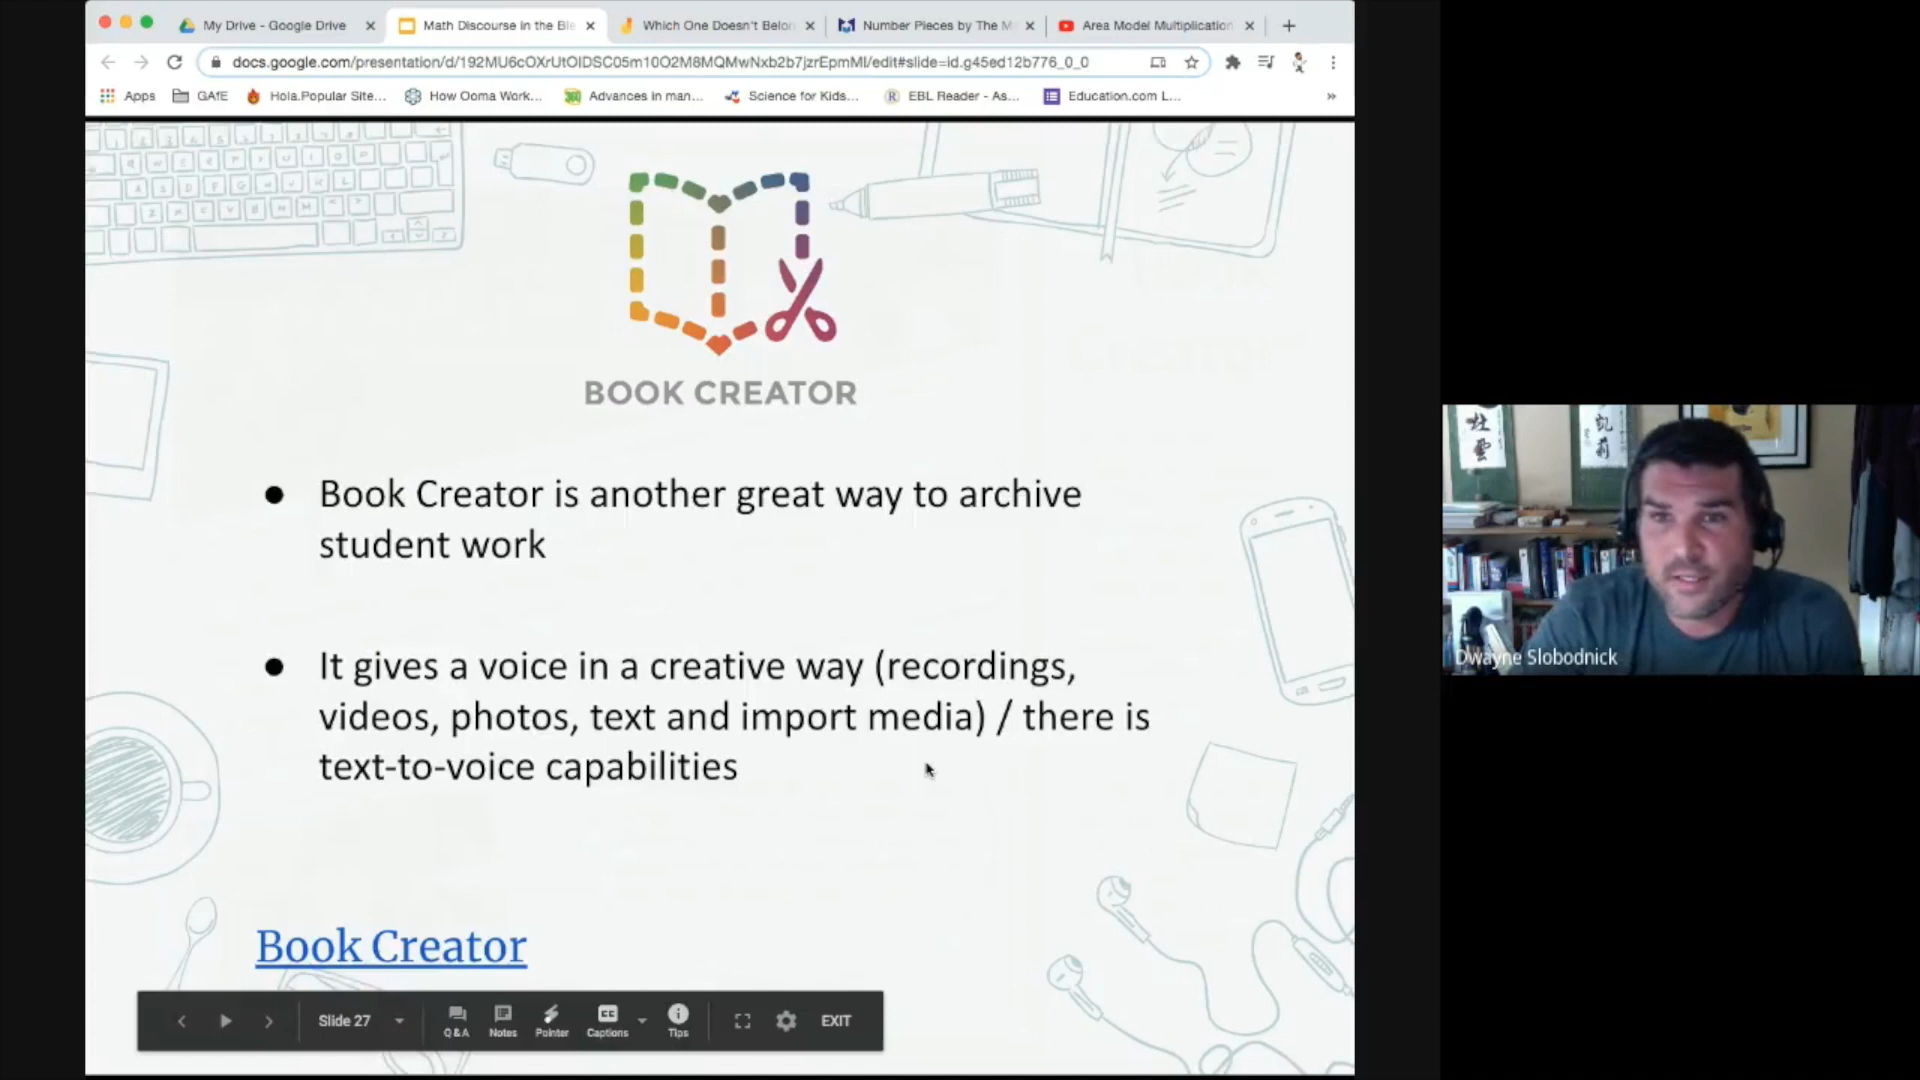 My Drive - Google Drive
Math Discourse in the Ble
Which One Doesn't Belon
Number Pieces by The M
Area Model Multiplication
docs.google.com/presentation/d/192MU6cOXrUtOIDSC05m10O2M8MQMwNxb2b7jzrEpmMI/edit#slide=id.g45ed12b776_0_0
Apps
GAfE
Hola.Popular Site...
How Ooma Work...
Advances in man...
Science for Kids...
EBL Reader - As...
Education.com L...
BOOK CREATOR
● Book Creator is another great way to archive
student work
● It gives a voice in a creative way (recordings,
videos, photos, text and import media) / there is
text-to-voice capabilities
Book Creator
Slide 27
Q&A
Notes
Pointer
Captions
Tips
EXIT
Dwayne Slobodnick